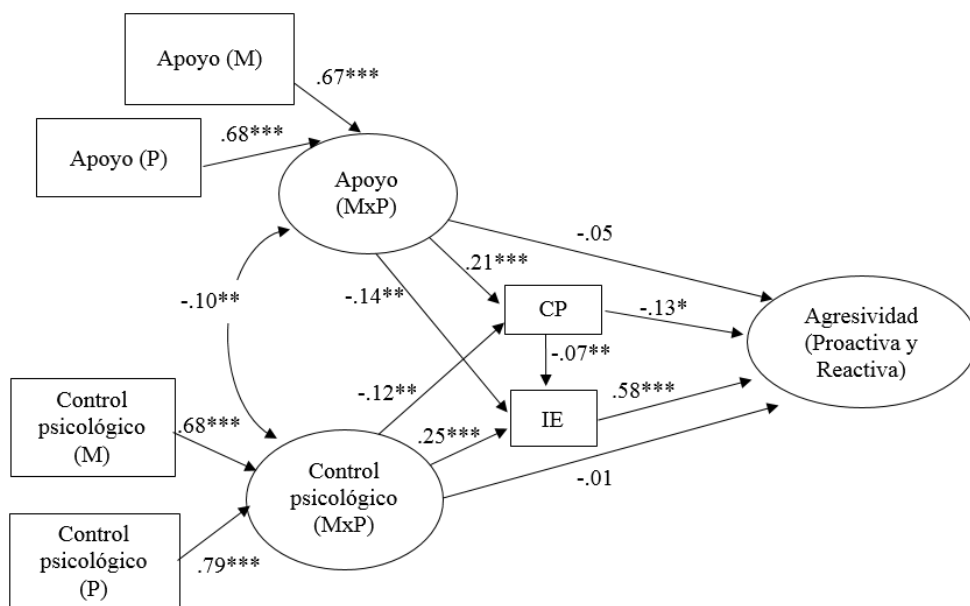 Apoyo (M)
.67***
Apoyo (P)
.68***
Apoyo
(MxP)
-.05
.21***
-.14**
-.10**
CP
-.13*
Agresividad
(Proactiva y
Reactiva)
-.07**
-.12**
IE
.58***
Control
psicológico
(M)
.68***
.25***
Control
psicológico
(MxP)
-.01
Control
psicológico
(P)
.79***